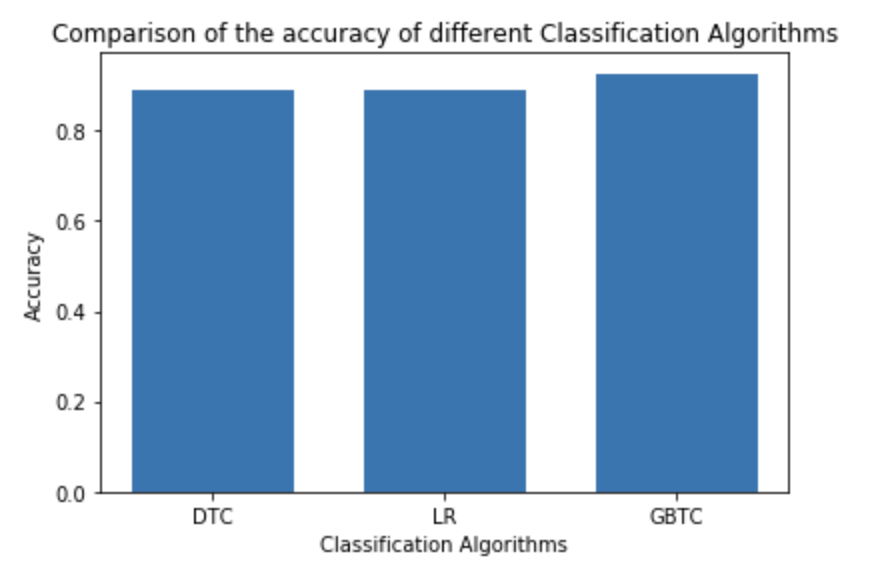 Comparison of the accuracy of different Classification Algorithms
0.8
0.6
0.4
0.2
0.0
Accuracy
DTC LR GBTC
Classification Algorithms